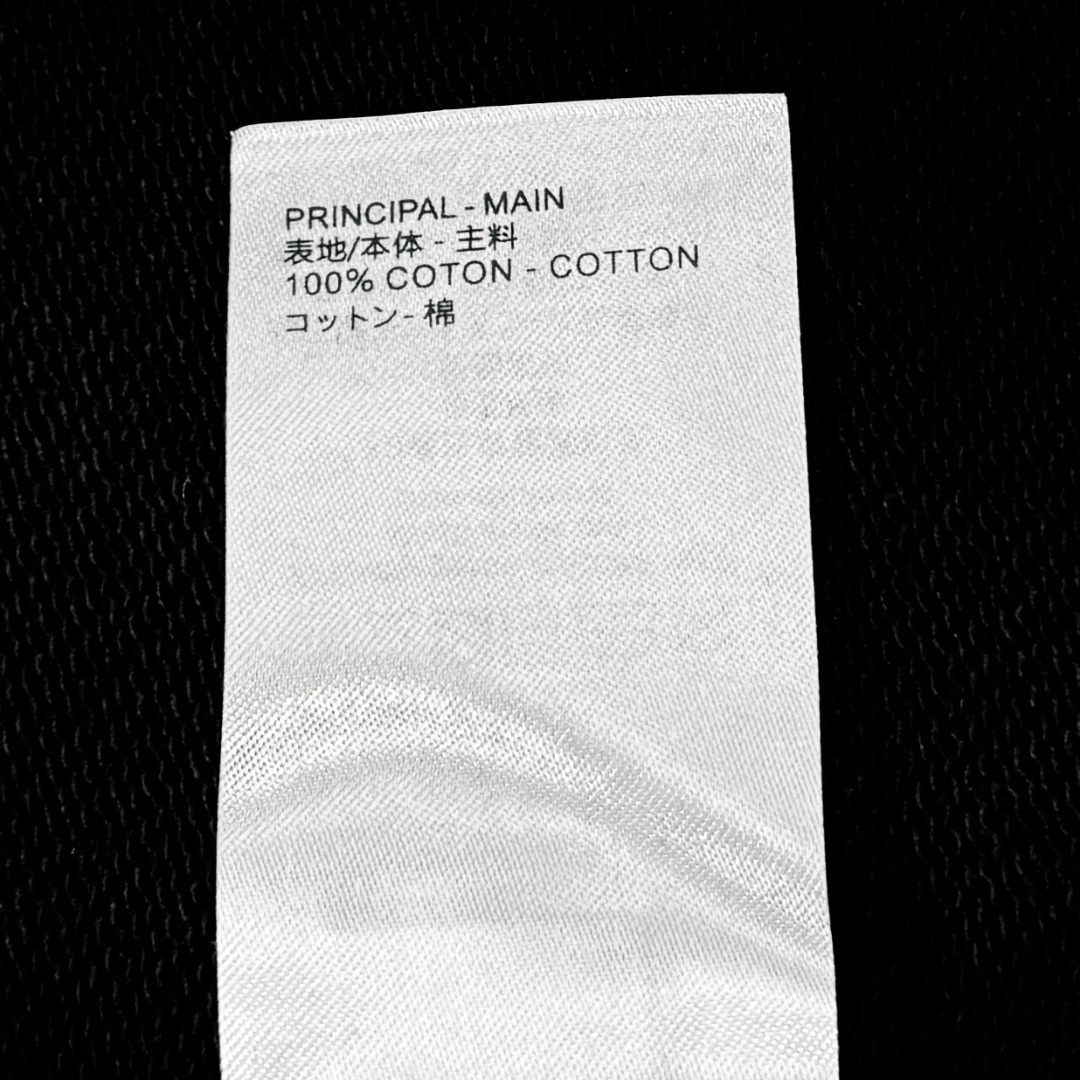 PRINCIPAL - MAIN
表地/本体 - 主料
100% COTON - COTTON
コットン - 棉